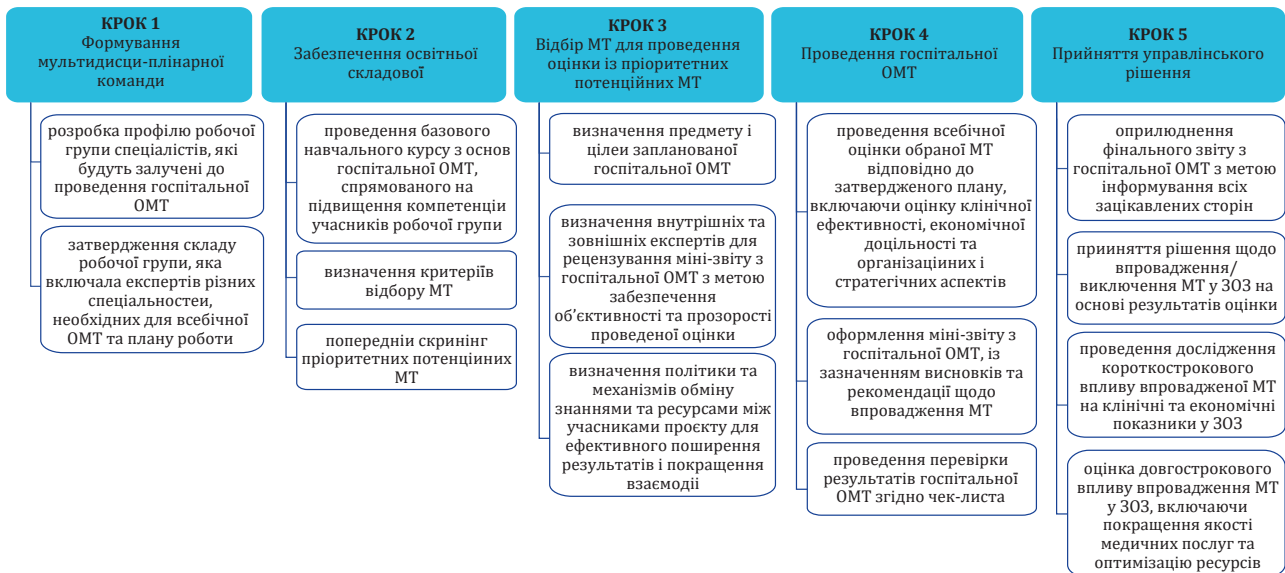 КРОК 1
Формування
мультидисци-плінарної
команди
розробка профілю робочої
групи спеціалістів, які
будуть залучені до
проведення госпітальної
ОМТ
затвердження складу
робочої групи, яка
включала експертів різних
спеціальностеи,
необхідних для всебічної
ОМТ та плану роботи
КРОК 2
Забезпечення освітньої
складової
проведення базового
навчального курсу з основ
госпітальної ОМТ,
спрямованого на
підвищення компетенціи
учасників робочої групи
визначення критеріїв
відбору МТ
попередніи скринінг
пріоритетних потенціиних
МТ
КРОК 3
Відбір МТ для проведення
оцінки із пріоритетних
потенційних МТ
визначення предмету і
цілеи запланованої
госпітальної ОМТ
визначення внутрішніх та
зовнішніх експертів для
рецензування міні-звіту з
госпітальної ОМТ з метою
забезпечення
об’єктивності та прозорості
проведеної оцінки
визначення політики та
механізмів обміну
знаннями та ресурсами між
учасниками проєкту для
ефективного поширення
результатів і покращення
взаємодіі
КРОК 4
Проведення госпітальної
ОМТ
проведення всебічної
оцінки обраної МТ
відповідно до
затвердженого плану,
включаючи оцінку клінічної
ефективності, економічної
доцільності та
організаціиних і
стратегічних аспектів
оформлення міні-звіту з
госпітальної ОМТ, із
зазначенням висновків та
рекомендації щодо
впровадження МТ
проведення перевірки
результатів госпітальної
ОМТ згідно чек-листа
КРОК 5
Прийняття управлінського
рішення
оприлюднення
фінального звіту з
госпітальної ОМТ з метою
інформування всіх
зацікавлених сторін
прииняття рішення щодо
впровадження/
виключення МТ у ЗОЗ на
основі результатів оцінки
проведення дослідження
короткострокового
впливу впровадженої МТ
на клінічні та економічні
показники у ЗОЗ
оцінка довгострокового
впливу впровадження МТ
у ЗОЗ, включаючи
покращення якості
медичних послуг та
оптимізацію ресурсів